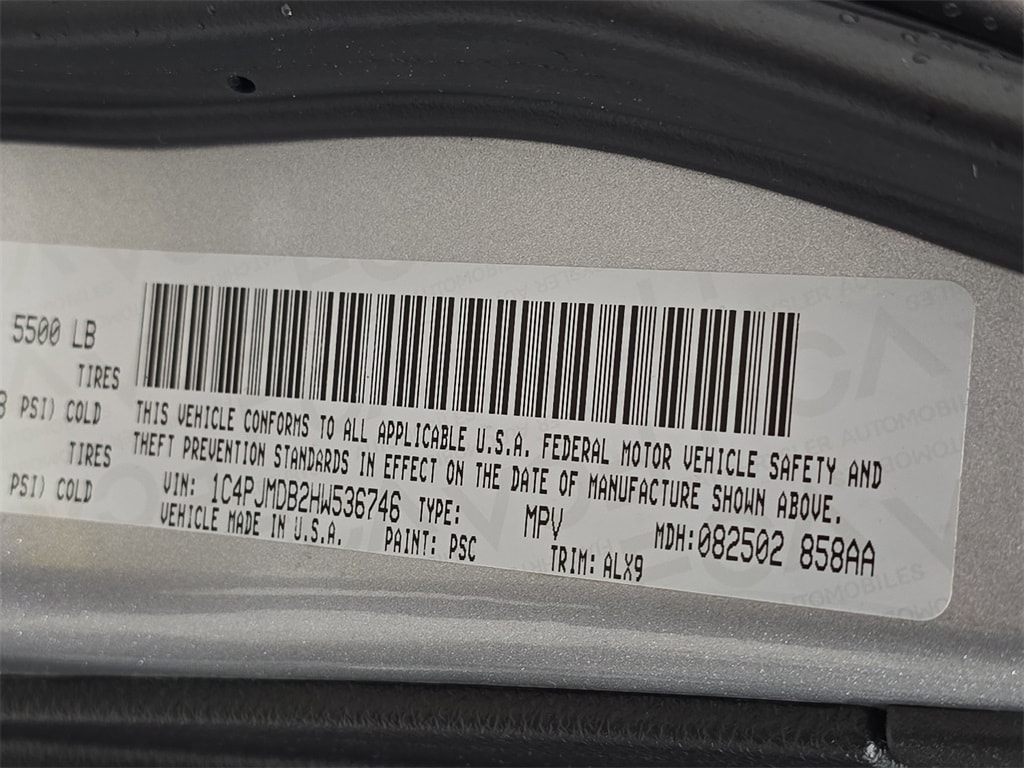 5500 LB
TIRES
PSI) COLD
TIRES
PSI) COLD
THIS VEHICLE CONFORMS TO ALL APPLICABLE U.S.A. FEDERAL MOTOR VEHICLE SAFETY AND
THEFT PREVENTION STANDARDS IN EFFECT ON THE DATE OF MANUFACTURE SHOWN ABOVE.
VIN: 1C4PJMDB2HW536746 TYPE: MPV MDH:082502 858AA
VEHICLE MADE IN U.S.A. PAINT: PSC TRIM: ALX9